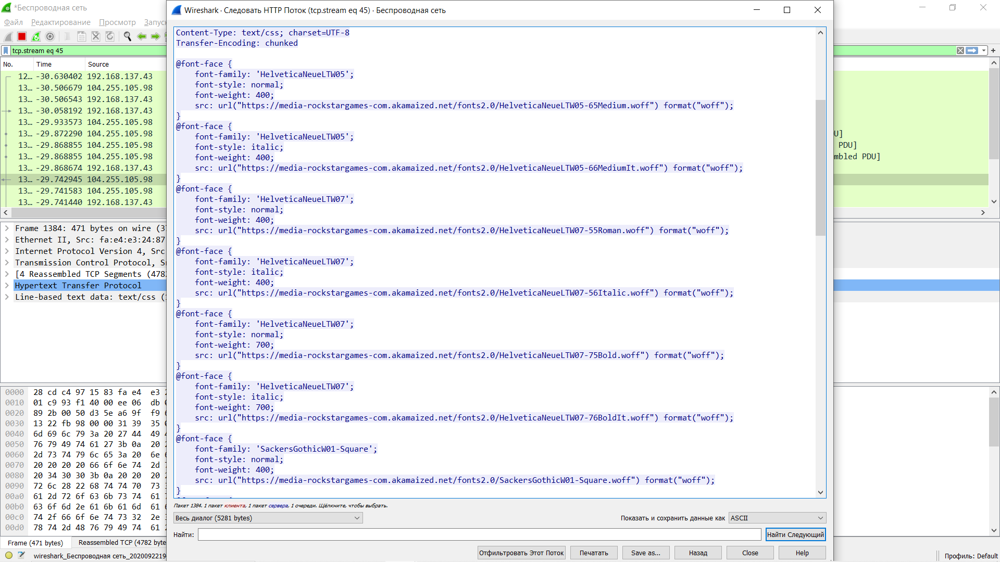 *Беспроводная сеть
Файл Редактирование Просмотр Запус
tcp.stream eq 45
No. Time Source
12… -30.630402 192.168.137.43
13… -30.506679 104.255.105.98
13… -30.506543 192.168.137.43
13… -30.058192 192.168.137.43
13… -29.933573 104.255.105.98
13… -29.872290 104.255.105.98
13… -29.868855 104.255.105.98
13… -29.868855 104.255.105.98
13… -29.868674 192.168.137.43
13… -29.742945 104.255.105.98
13… -29.741583 104.255.105.98
13… -29.741440 192.168.137.43
U]
PDU]
mbled PDU]
Frame 1384: 471 bytes on wire (3
Ethernet II, Src: fa:e4:e3:24:87
Internet Protocol Version 4, Src
Transmission Control Protocol, S
[4 Reassembled TCP Segments (478
Hypertext Transfer Protocol
Line-based text data: text/css (
0000 28 cd c4 97 15 83 fa e4 e3
0010 01 c9 93 f1 40 00 ee 06 db
0020 89 2b 00 50 d3 5e a6 9f f9
0030 13 22 fb 98 00 00 31 39 35
0040 6d 69 6c 79 3a 20 27 44 49
0050 76 79 49 74 61 27 3b 0a 20
0060 2d 73 74 79 6c 65 3a 20 6e
0070 20 20 20 20 66 6f 6e 74 2d
0080 20 34 30 30 3b 0a 20 20 20
0090 72 6c 28 22 68 74 74 70 73
00a0 61 2d 72 6f 63 6b 73 74 61
00b0 63 6f 6d 2e 61 6b 61 6d 61
00c0 74 2f 66 6f 6e 74 73 32 2e
00d0 78 74 2d 48 76 79 49 74 61
Frame (471 bytes) Reassembled TCP (4782 byte
wireshark_Беспроводная сеть_2020092219
Профиль: Default
Wireshark · Следовать HTTP Поток (tcp.stream eq 45) · Беспроводная сеть
Content-Type: text/css; charset=UTF-8
Transfer-Encoding: chunked
@font-face {
font-family: 'HelveticaNeueLTW05';
font-style: normal;
font-weight: 400;
src: url("https://media-rockstargames-com.akamaized.net/fonts2.0/HelveticaNeueLTW05-65Medium.woff") format("woff");
}
@font-face {
font-family: 'HelveticaNeueLTW05';
font-style: italic;
font-weight: 400;
src: url("https://media-rockstargames-com.akamaized.net/fonts2.0/HelveticaNeueLTW05-66MediumIt.woff") format("woff");
}
@font-face {
font-family: 'HelveticaNeueLTW07';
font-style: normal;
font-weight: 400;
src: url("https://media-rockstargames-com.akamaized.net/fonts2.0/HelveticaNeueLTW07-55Roman.woff") format("woff");
}
@font-face {
font-family: 'HelveticaNeueLTW07';
font-style: italic;
font-weight: 400;
src: url("https://media-rockstargames-com.akamaized.net/fonts2.0/HelveticaNeueLTW07-56Italic.woff") format("woff");
}
@font-face {
font-family: 'HelveticaNeueLTW07';
font-style: normal;
font-weight: 700;
src: url("https://media-rockstargames-com.akamaized.net/fonts2.0/HelveticaNeueLTW07-75Bold.woff") format("woff");
}
@font-face {
font-family: 'HelveticaNeueLTW07';
font-style: italic;
font-weight: 700;
src: url("https://media-rockstargames-com.akamaized.net/fonts2.0/HelveticaNeueLTW07-76BoldIt.woff") format("woff");
}
@font-face {
font-family: 'SackersGothicW01-Square';
font-style: normal;
font-weight: 400;
src: url("https://media-rockstargames-com.akamaized.net/fonts2.0/SackersGothicW01-Square.woff") format("woff");
}
Пакет 1384. 1 пакет клиента, 1 пакет сервера, 1 очереди. Щёлкните, чтобы выбрать.
Весь диалог (5281 bytes) Показать и сохранить данные как ASCII
Найти: Найти Следующий
Отфильтровать Этот Поток Печатать Save as… Назад Close Help